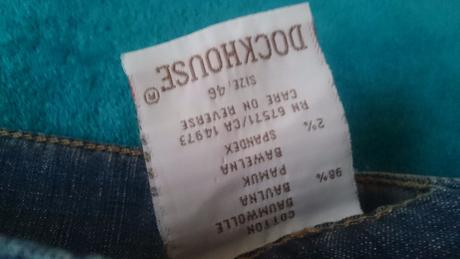 COTTON
BAUMWOLLE
98% BAVLNA
PAMUK
BAWELNA
2% SPANDEX
RN 67571/CA 14973
CARE ON REVERSE
SIZE: 46
DOCKHOUSE®